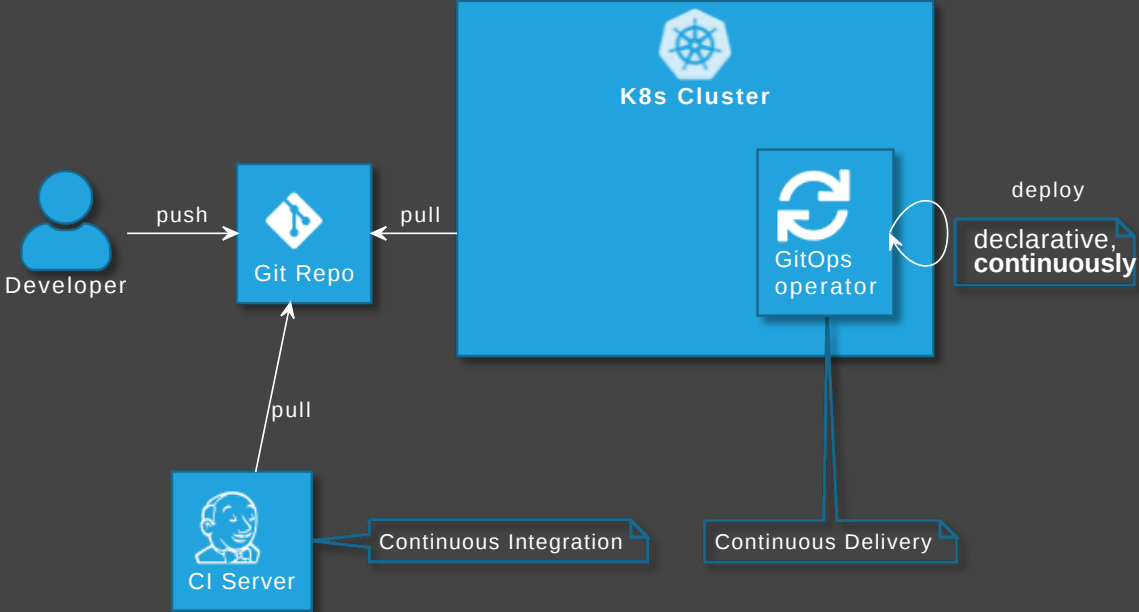 K8s Cluster
push
pull
deploy
declarative,
continuously
Developer
Git Repo
GitOps
operator
pull
Continuous Integration
Continuous Delivery
CI Server